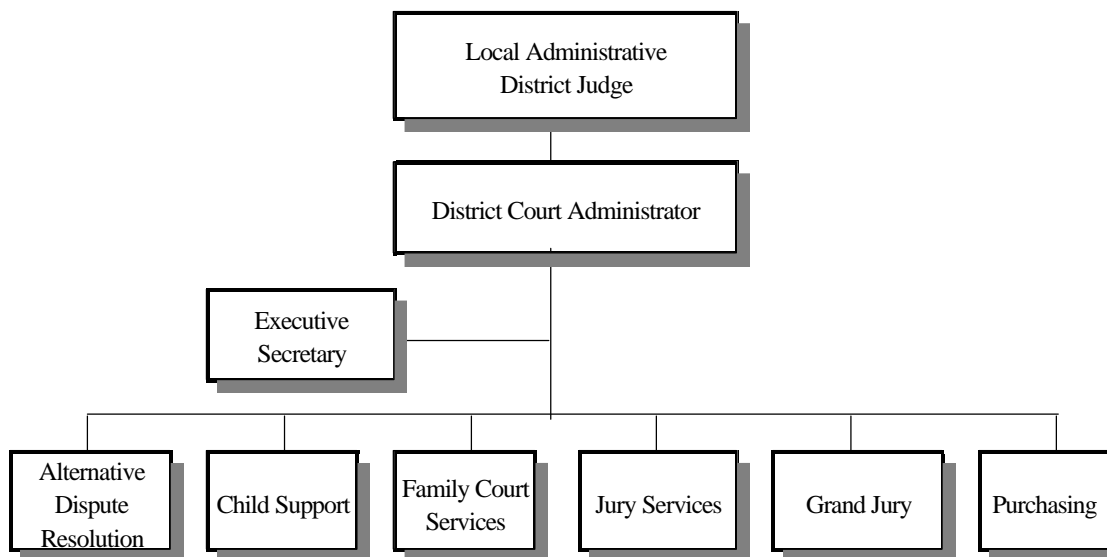 Local Administrative
District Judge
District Court Administrator
Executive
Secretary
Alternative
Dispute
Resolution
Child Support
Family Court
Services
Jury Services
Grand Jury
Purchasing